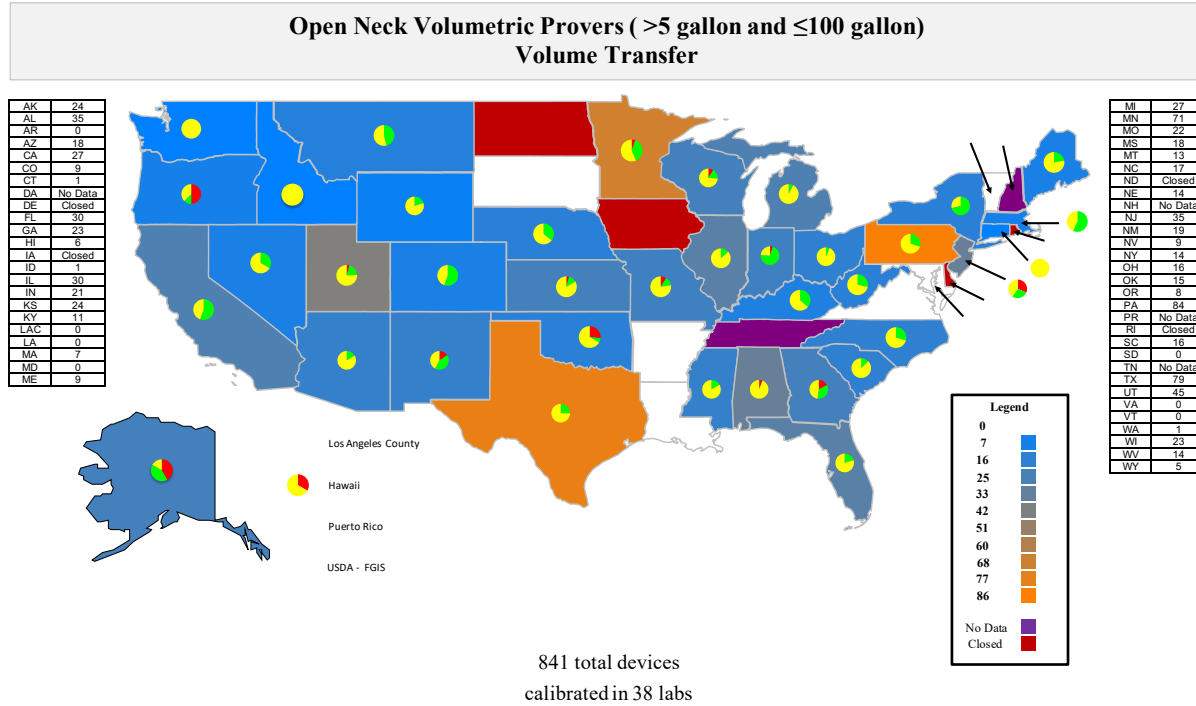 Open Neck Volumetric Provers ( >5 gallon and ≤100 gallon)
Volume Transfer
AK 24
AL 35
AR 0
AZ 18
CA 27
CO 9
CT 1
DA No Data
DE Closed
FL 30
GA 23
HI 6
IA Closed
ID 1
IL 30
IN 21
KS 24
KY 11
LAC 0
LA 0
MA 7
MD 0
ME 9
MI 27
MN 71
MO 22
MS 18
MT 13
NC 17
ND Closed
NE 14
NH No Data
NJ 35
NM 19
NV 9
NY 14
OH 16
OK 15
OR 8
PA 84
PR No Data
RI Closed
SC 16
SD 0
TN No Data
TX 79
UT 45
VA 0
VT 0
WA 1
WI 23
WV 14
WY 5
Los Angeles County
Hawaii
Puerto Rico
USDA - FGIS
Legend
0
7
16
25
33
42
51
60
68
77
86
No Data
Closed
841 total devices
calibrated in 38 labs